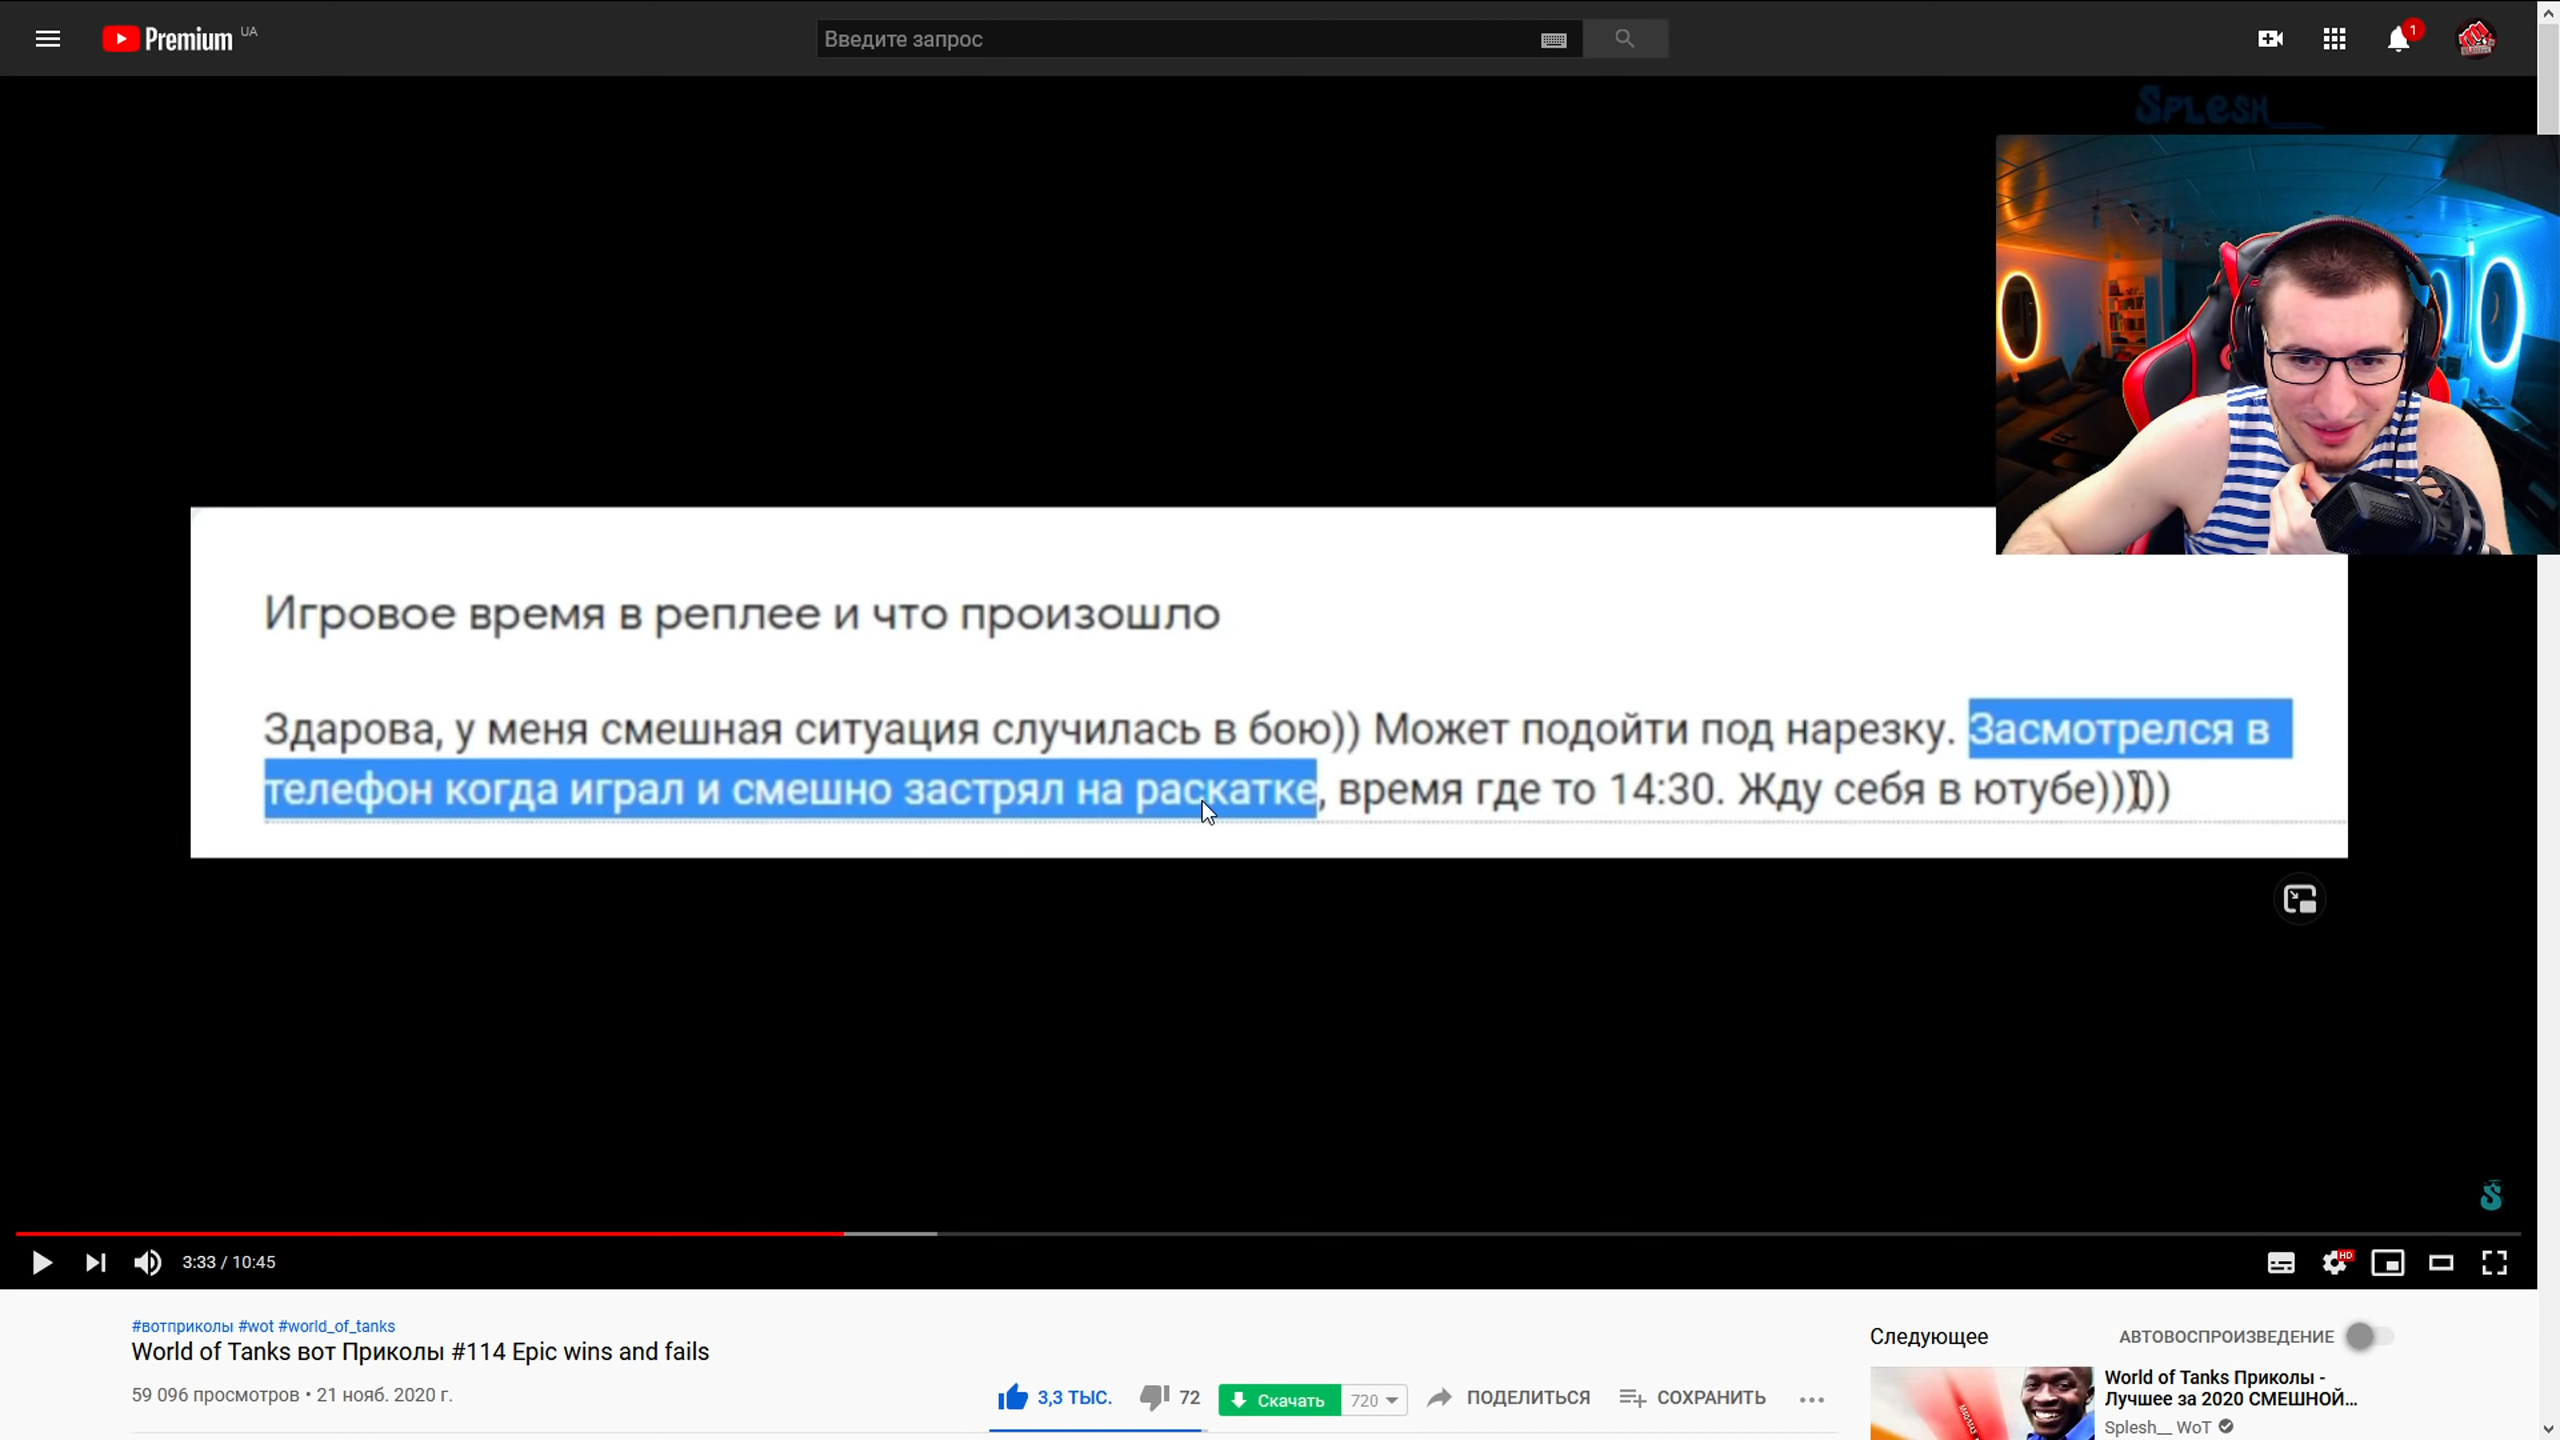 Premium UA
Введите запрос
1
Splesh__
Игровое время в реплее и что произошло
Здарова, у меня смешная ситуация случилась в бою)) Может подойти под нарезку. Засмотрелся в
телефон когда играл и смешно застрял на раскатке, время где то 14:30. Жду себя в ютубе)))))
3:33 / 10:45
HD
#вотприколы #wot #world_of_tanks
World of Tanks вот Приколы #114 Epic wins and fails
59 096 просмотров • 21 нояб. 2020 г.
3,3 ТЫС.
72
Скачать
720
ПОДЕЛИТЬСЯ
СОХРАНИТЬ
Следующее
АВТОВОСПРОИЗВЕДЕНИЕ
World of Tanks Приколы -
Лучшее за 2020 СМЕШНОЙ...
Splesh__ WoT